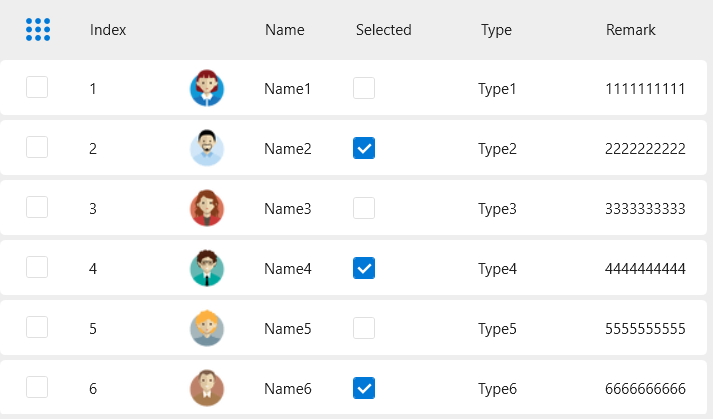 Index Name Selected Type Remark
1 Name1 Type1 1111111111
2 Name2 Type2 2222222222
3 Name3 Type3 3333333333
4 Name4 Type4 4444444444
5 Name5 Type5 5555555555
6 Name6 Type6 6666666666